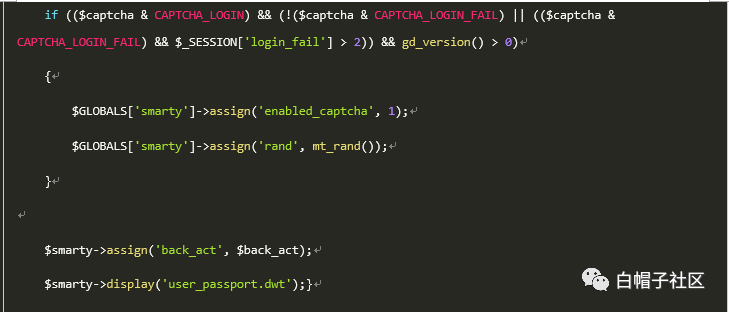 if (($captcha & CAPTCHA_LOGIN) && (!($captcha & CAPTCHA_LOGIN_FAIL) || (($captcha &
CAPTCHA_LOGIN_FAIL) && $_SESSION['login_fail'] > 2)) && gd_version() > 0)↵
{↵
$GLOBALS['smarty']->assign('enabled_captcha', 1);↵
$GLOBALS['smarty']->assign('rand', mt_rand());↵
}↵
↵
$smarty->assign('back_act', $back_act);↵
$smarty->display('user_passport.dwt');}↵
白帽子社区